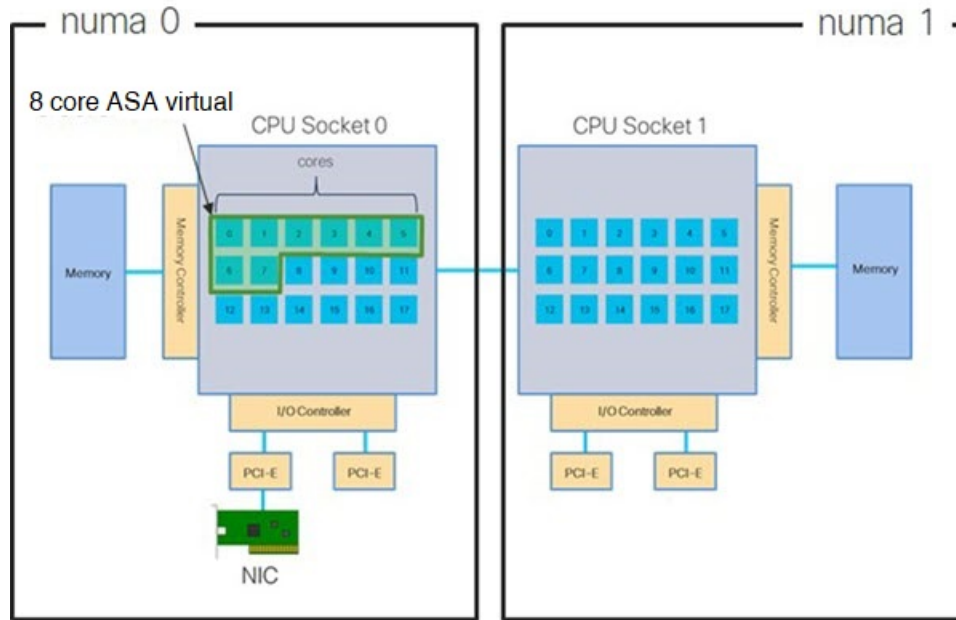 numa 0
numa 1
8 core ASA virtual
CPU Socket 0
CPU Socket 1
cores
Memory
Memory Controller
0 1 2 3 4 5
6 7 8 9 10 11
12 13 14 15 16 17
0 1 2 3 4 5
6 7 8 9 10 11
12 13 14 15 16 17
Memory Controller
Memory
I/O Controller
I/O Controller
PCI-E
PCI-E
PCI-E
PCI-E
NIC